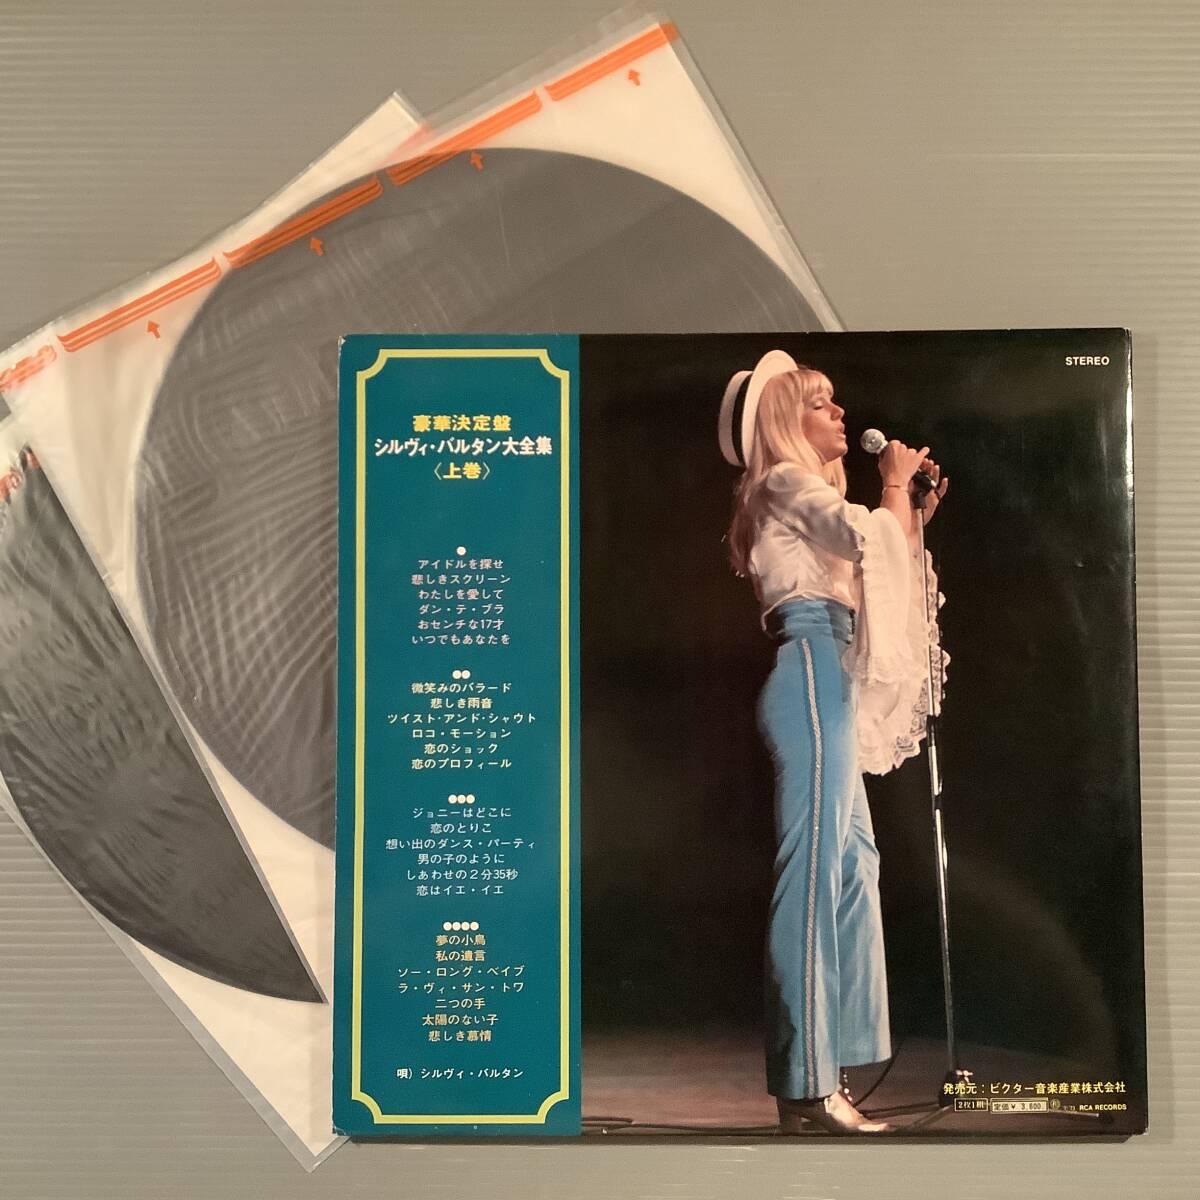 STEREO
豪華決定盤
シルヴィ・バルタン大全集
〈上巻〉
●
アイドルを探せ
悲しきスクリーン
わたしを愛して
ダン・テ・ブラ
おセンチな17才
いつでもあなたを
●●
微笑みのバラード
悲しき雨音
ツイスト・アンド・シャウト
ロコ・モーション
恋のショック
恋のプロフィール
●●●
ジョニーはどこに
恋のとりこ
想い出のダンス・パーティ
男の子のように
しあわせの2分35秒
恋はイエ・イエ
●●●●
夢の小鳥
私の遺言
ソー・ロング・ベイブ
ラ・ヴィ・サン・トワ
二つの手
太陽のない子
悲しき慕情
唄）シルヴィ・バルタン
発売元：ビクター音楽産業株式会社
2枚1組 定価¥3,600 Ⓡ RCA RECORDS